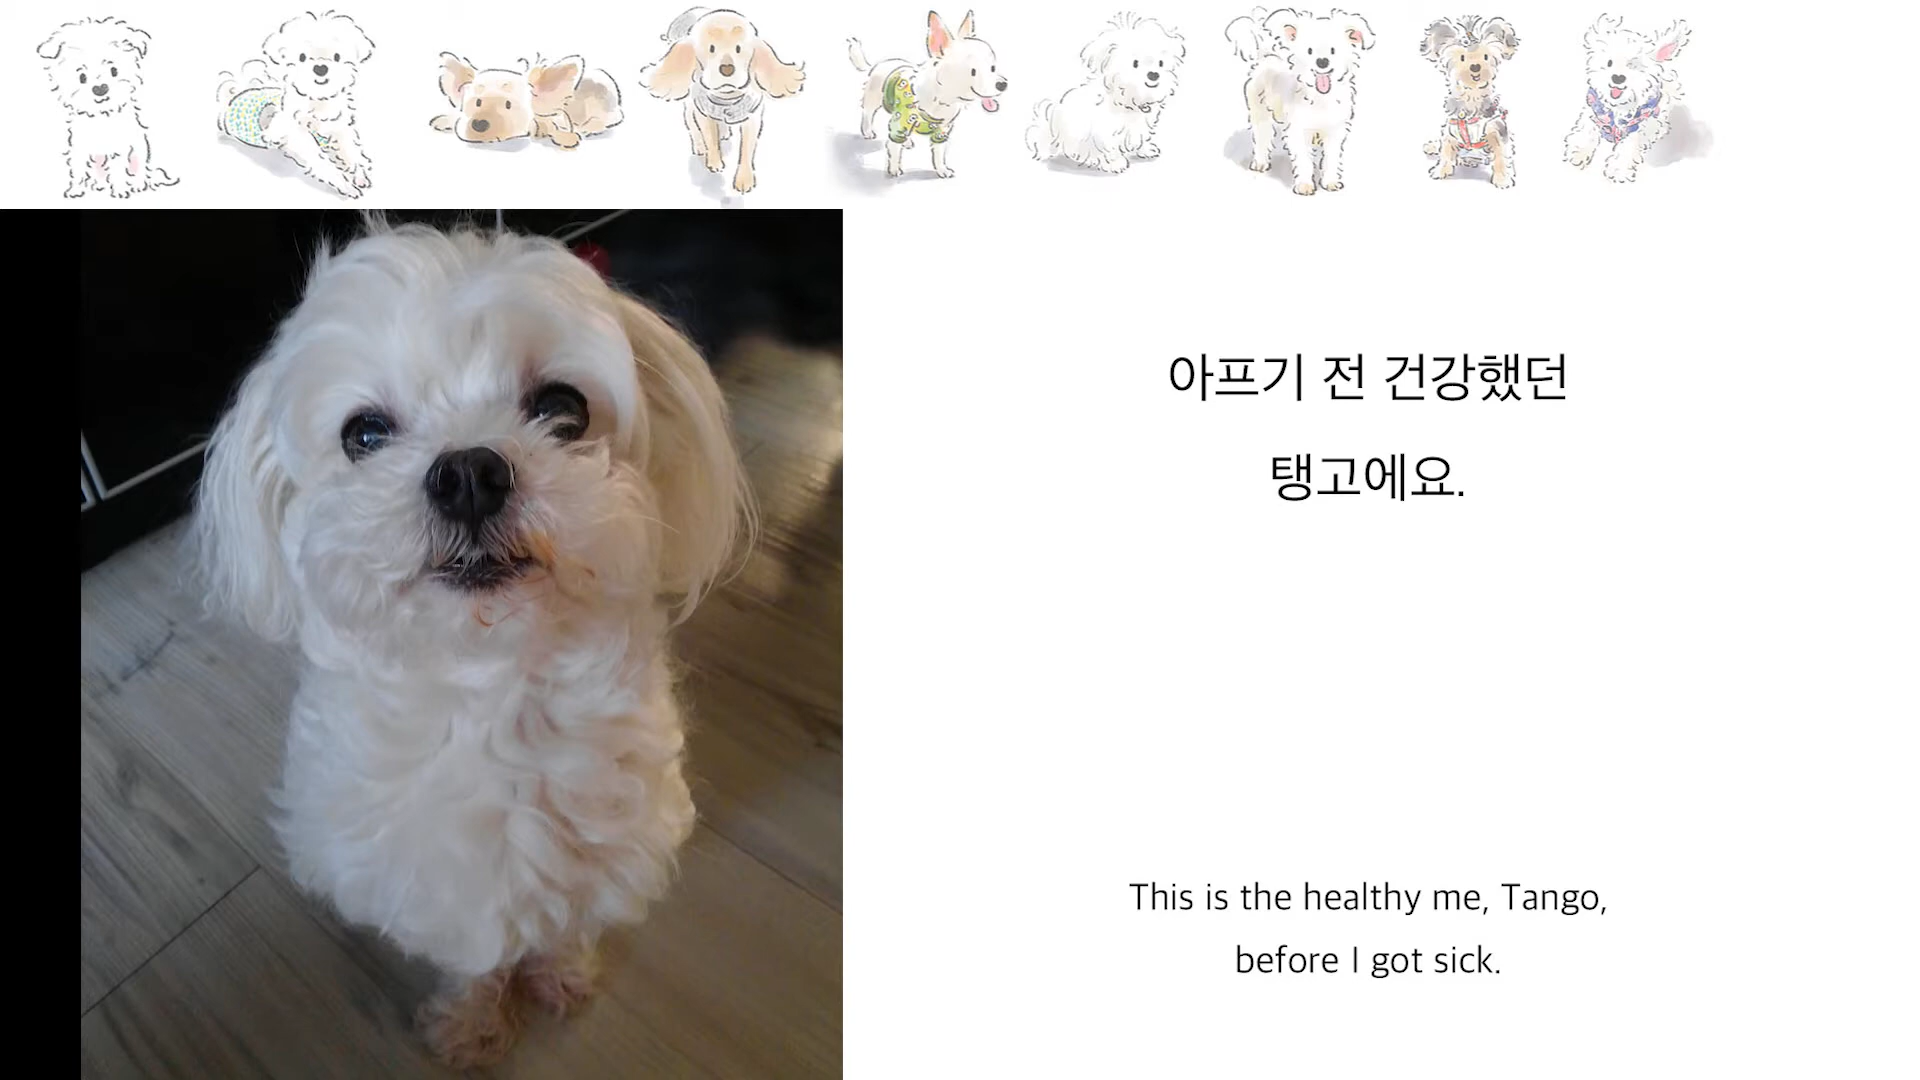 아프기 전 건강했던
탱고에요.
This is the healthy me, Tango,
before I got sick.